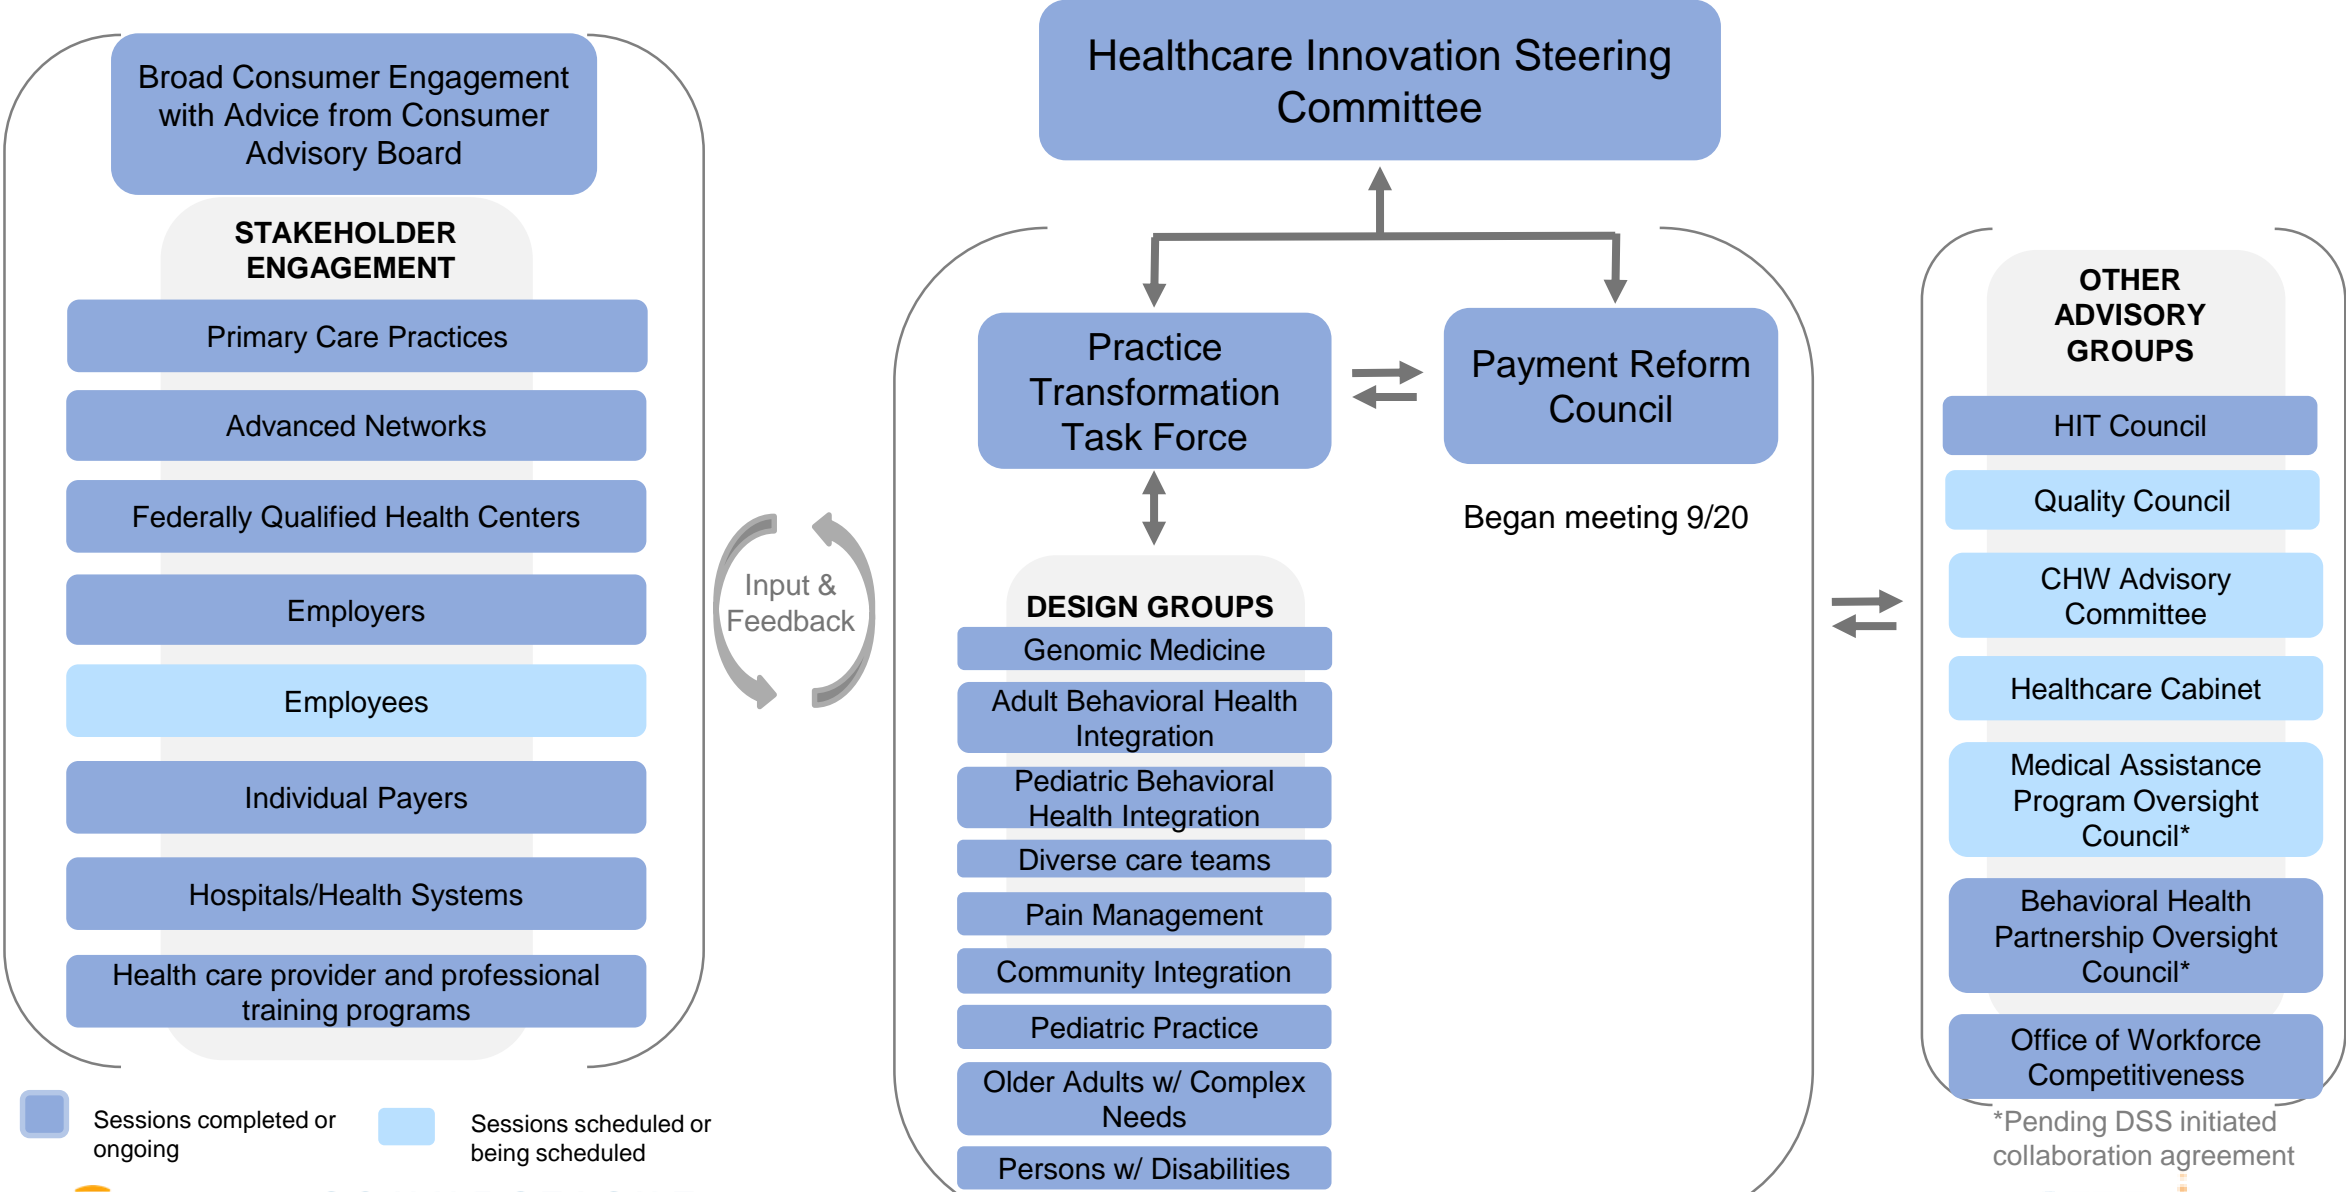 Broad Consumer Engagement
with Advice from Consumer
Advisory Board
STAKEHOLDER
ENGAGEMENT
Primary Care Practices
Advanced Networks
Federally Qualified Health Centers
Employers
Employees
Individual Payers
Hospitals/Health Systems
Health care provider and professional
training programs
Sessions completed or
ongoing
Sessions scheduled or
being scheduled
Input &
Feedback
Healthcare Innovation Steering
Committee
Practice
Transformation
Task Force
Payment Reform
Council
Began meeting 9/20
DESIGN GROUPS
Genomic Medicine
Adult Behavioral Health
Integration
Pediatric Behavioral
Health Integration
Diverse care teams
Pain Management
Community Integration
Pediatric Practice
Older Adults w/ Complex
Needs
Persons w/ Disabilities
OTHER
ADVISORY
GROUPS
HIT Council
Quality Council
CHW Advisory
Committee
Healthcare Cabinet
Medical Assistance
Program Oversight
Council*
Behavioral Health
Partnership Oversight
Council*
Office of Workforce
Competitiveness
*Pending DSS initiated
collaboration agreement